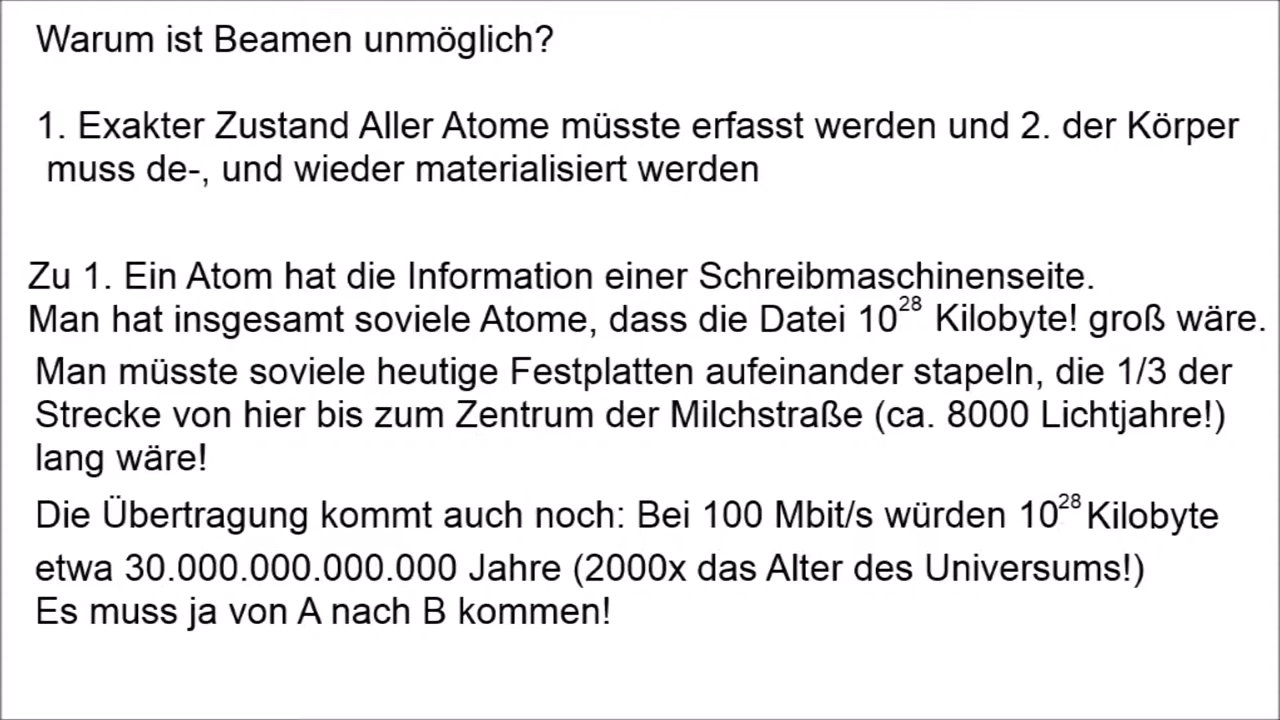 Warum ist Beamen unmöglich?
1. Exakter Zustand Aller Atome müsste erfasst werden und 2. der Körper
muss de-, und wieder materialisiert werden
Zu 1. Ein Atom hat die Information einer Schreibmaschinenseite.
Man hat insgesamt soviele Atome, dass die Datei 10²⁸ Kilobyte! groß wäre.
Man müsste soviele heutige Festplatten aufeinander stapeln, die 1/3 der
Strecke von hier bis zum Zentrum der Milchstraße (ca. 8000 Lichtjahre!)
lang wäre!
Die Übertragung kommt auch noch: Bei 100 Mbit/s würden 10²⁸ Kilobyte
etwa 30.000.000.000.000 Jahre (2000x das Alter des Universums!)
Es muss ja von A nach B kommen!